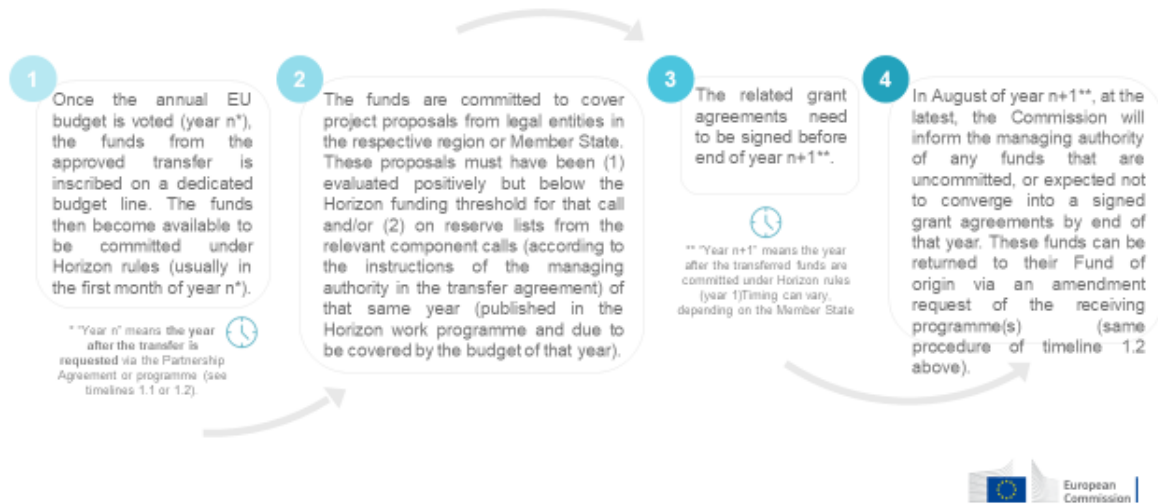 1
Once the annual EU
budget is voted (year n*),
the funds from the
approved transfer is
inscribed on a dedicated
budget line. The funds
then become available to
be committed under
Horizon rules (usually in
the first month of year n*).
* "Year n" means the year
after the transfer is
requested via the Partnership
Agreement or programme (see
timelines 1.1 or 1.2).
2
The funds are committed to cover
project proposals from legal entities in
the respective region or Member State.
These proposals must have been (1)
evaluated positively but below the
Horizon funding threshold for that call
and/or (2) on reserve lists from the
relevant component calls (according to
the instructions of the managing
authority in the transfer agreement) of
that same year (published in the
Horizon work programme and due to
be covered by the budget of that year).
3
The related grant
agreements need
to be signed before
end of year n+1**.
** "Year n+1" means the year
after the transferred funds are
committed under Horizon rules
(year 1)Timing can vary,
depending on the Member State
4
In August of year n+1**, at the
latest, the Commission will
inform the managing authority
of any funds that are
uncommitted, or expected not
to converge into a signed
grant agreements by end of
that year. These funds can be
returned to their Fund of
origin via an amendment
request of the receiving
programme(s) (same
procedure of timeline 1.2
above).
European
Commission